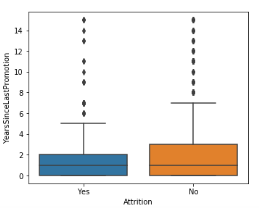 14
12
10
8
6
4
2
0
YearsSinceLastPromotion
Yes No
Attrition